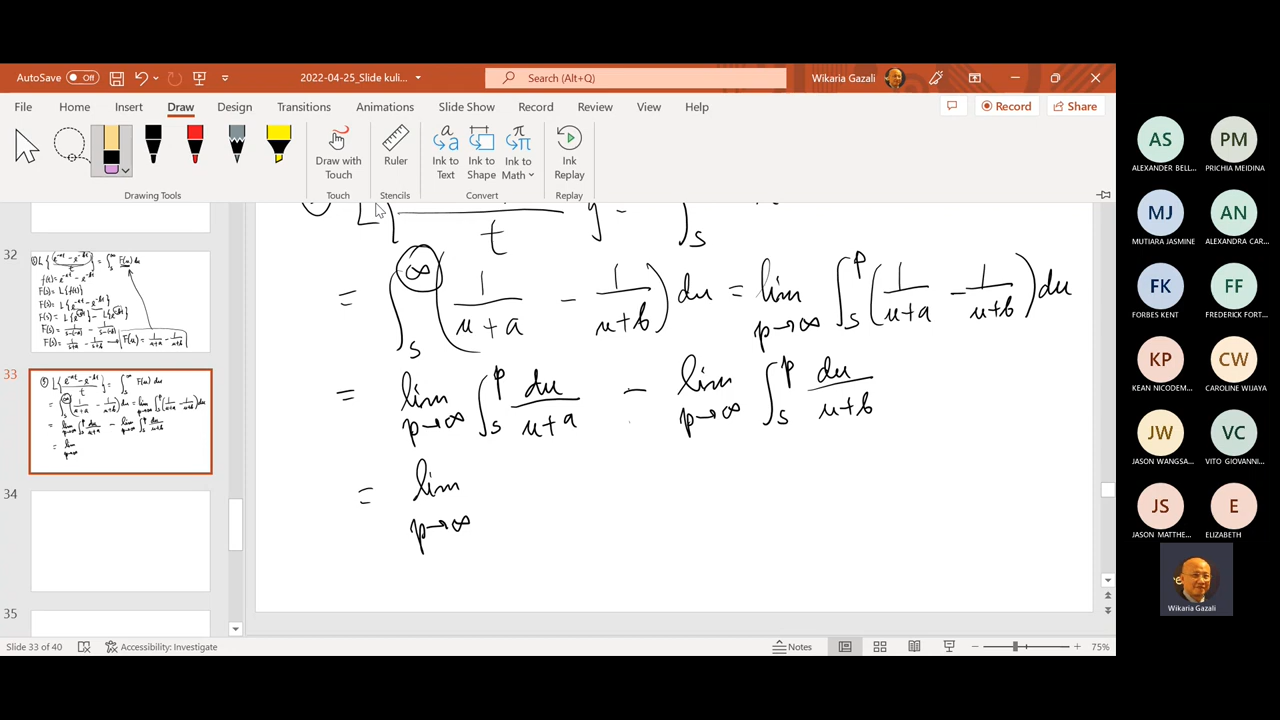 AutoSave Off 2022-04-25_Slide kuli... Search (Alt+Q) Wikaria Gazali
File Home Insert Draw Design Transitions Animations Slide Show Record Review View Help Record Share
Draw with Touch Ruler Ink to Text Ink to Shape Ink to Math Ink Replay
Drawing Tools Touch Stencils Convert Replay
32
33
34
35
t s
= ∫_s^∞ (1/(u+a) - 1/(u+b)) du = lim p→∞ ∫_s^p (1/(u+a) - 1/(u+b)) du
= lim p→∞ ∫_s^p du/(u+a) - lim p→∞ ∫_s^p du/(u+b)
= lim p→∞
Slide 33 of 40 Accessibility: Investigate Notes 75%
AS PM
ALEXANDER BELL... PRICHIA MEIDINA
MJ AN
MUTIARA JASMINE ALEXANDRA CAR...
FK FF
FORBES KENT FREDERICK FORT...
KP CW
KEAN NICODEM... CAROLINE WIJAYA
JW VC
JASON WANGSA... VITO GIOVANNI...
JS E
JASON MATTHE... ELIZABETH
Wikaria Gazali